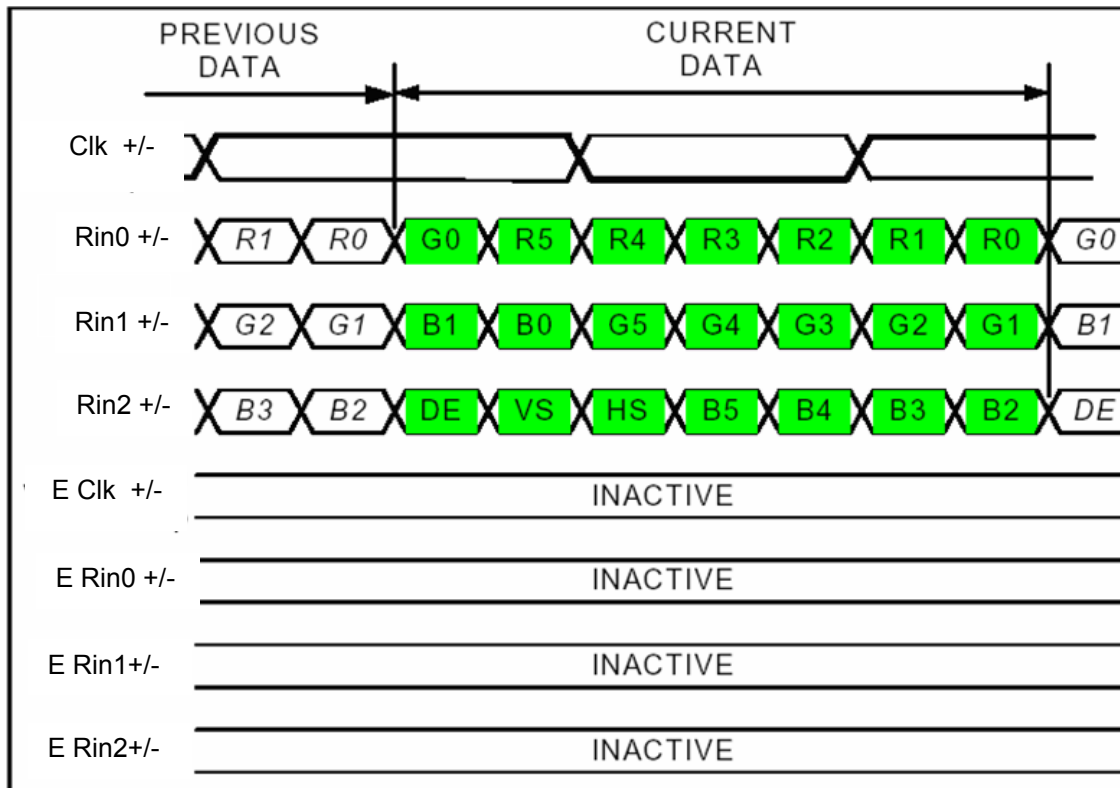 PREVIOUS DATA
CURRENT DATA
Clk +/-
Rin0 +/- R1 R0 G0 R5 R4 R3 R2 R1 R0 G0
Rin1 +/- G2 G1 B1 B0 G5 G4 G3 G2 G1 B1
Rin2 +/- B3 B2 DE VS HS B5 B4 B3 B2 DE
E Clk +/- INACTIVE
E Rin0 +/- INACTIVE
E Rin1+/- INACTIVE
E Rin2+/- INACTIVE